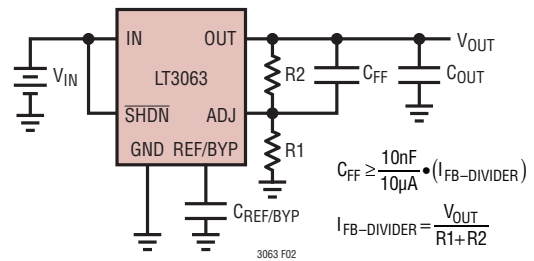 IN OUT
V_OUT
V_IN
LT3063
R2
C_FF
C_OUT
SHDN ADJ
GND REF/BYP
R1
C_REF/BYP
C_FF ≥ 10nF/10µA • (I_FB–DIVIDER)
I_FB–DIVIDER = V_OUT/R1+R2
3063 F02